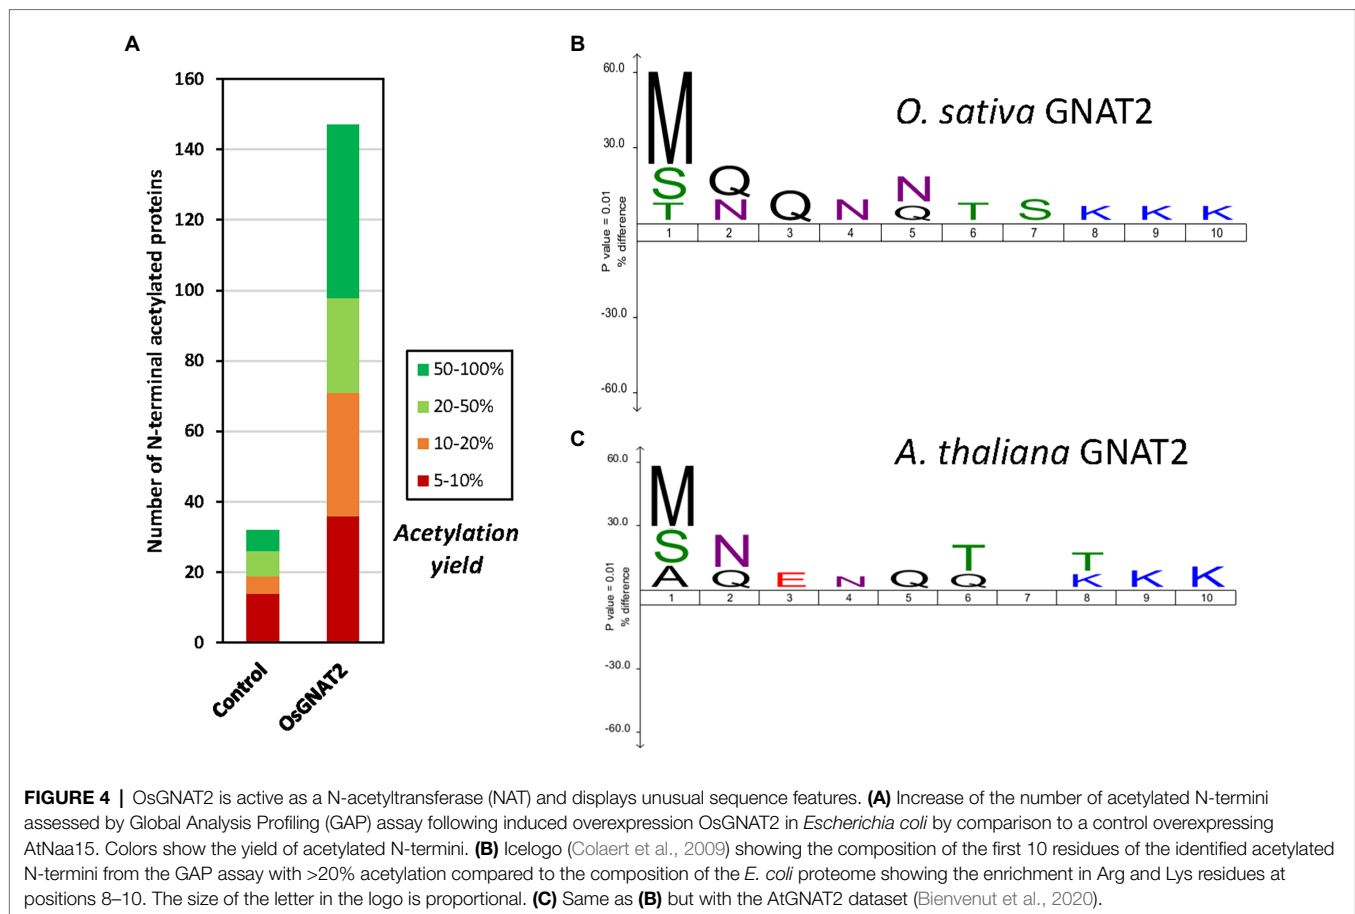 A
160
140
120
100
80
60
40
20
0
Number of N-terminal acetylated proteins
Control
OsGNAT2
50-100%
20-50%
10-20%
5-10%
Acetylation
yield
B
O. sativa GNAT2
60.0
30.0
-30.0
-60.0
P value = 0.01
% difference
M
S Q N
T N Q N Q T S K K K
1 2 3 4 5 6 7 8 9 10
C
A. thaliana GNAT2
60.0
30.0
-30.0
-60.0
P value = 0.01
% difference
M
S N T T
A Q E N Q Q K K K
1 2 3 4 5 6 7 8 9 10
FIGURE 4 | OsGNAT2 is active as a N-acetyltransferase (NAT) and displays unusual sequence features. (A) Increase of the number of acetylated N-termini
assessed by Global Analysis Profiling (GAP) assay following induced overexpression OsGNAT2 in Escherichia coli by comparison to a control overexpressing
AtNaa15. Colors show the yield of acetylated N-termini. (B) Icelogo (Colaert et al., 2009) showing the composition of the first 10 residues of the identified acetylated
N-termini from the GAP assay with >20% acetylation compared to the composition of the E. coli proteome showing the enrichment in Arg and Lys residues at
positions 8–10. The size of the letter in the logo is proportional. (C) Same as (B) but with the AtGNAT2 dataset (Bienvenut et al., 2020).